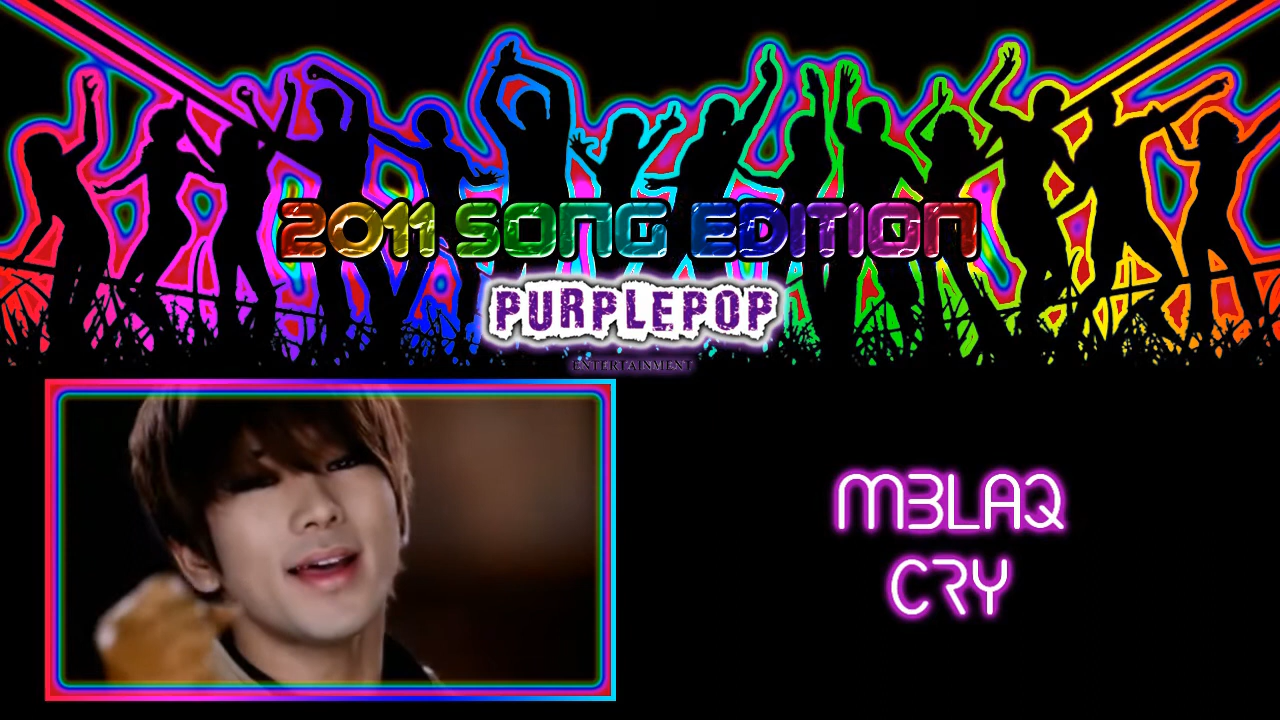 2011 SONG EDITION
PURPLEPOP
ENTERTAINMENT
MBLAQ
CRY